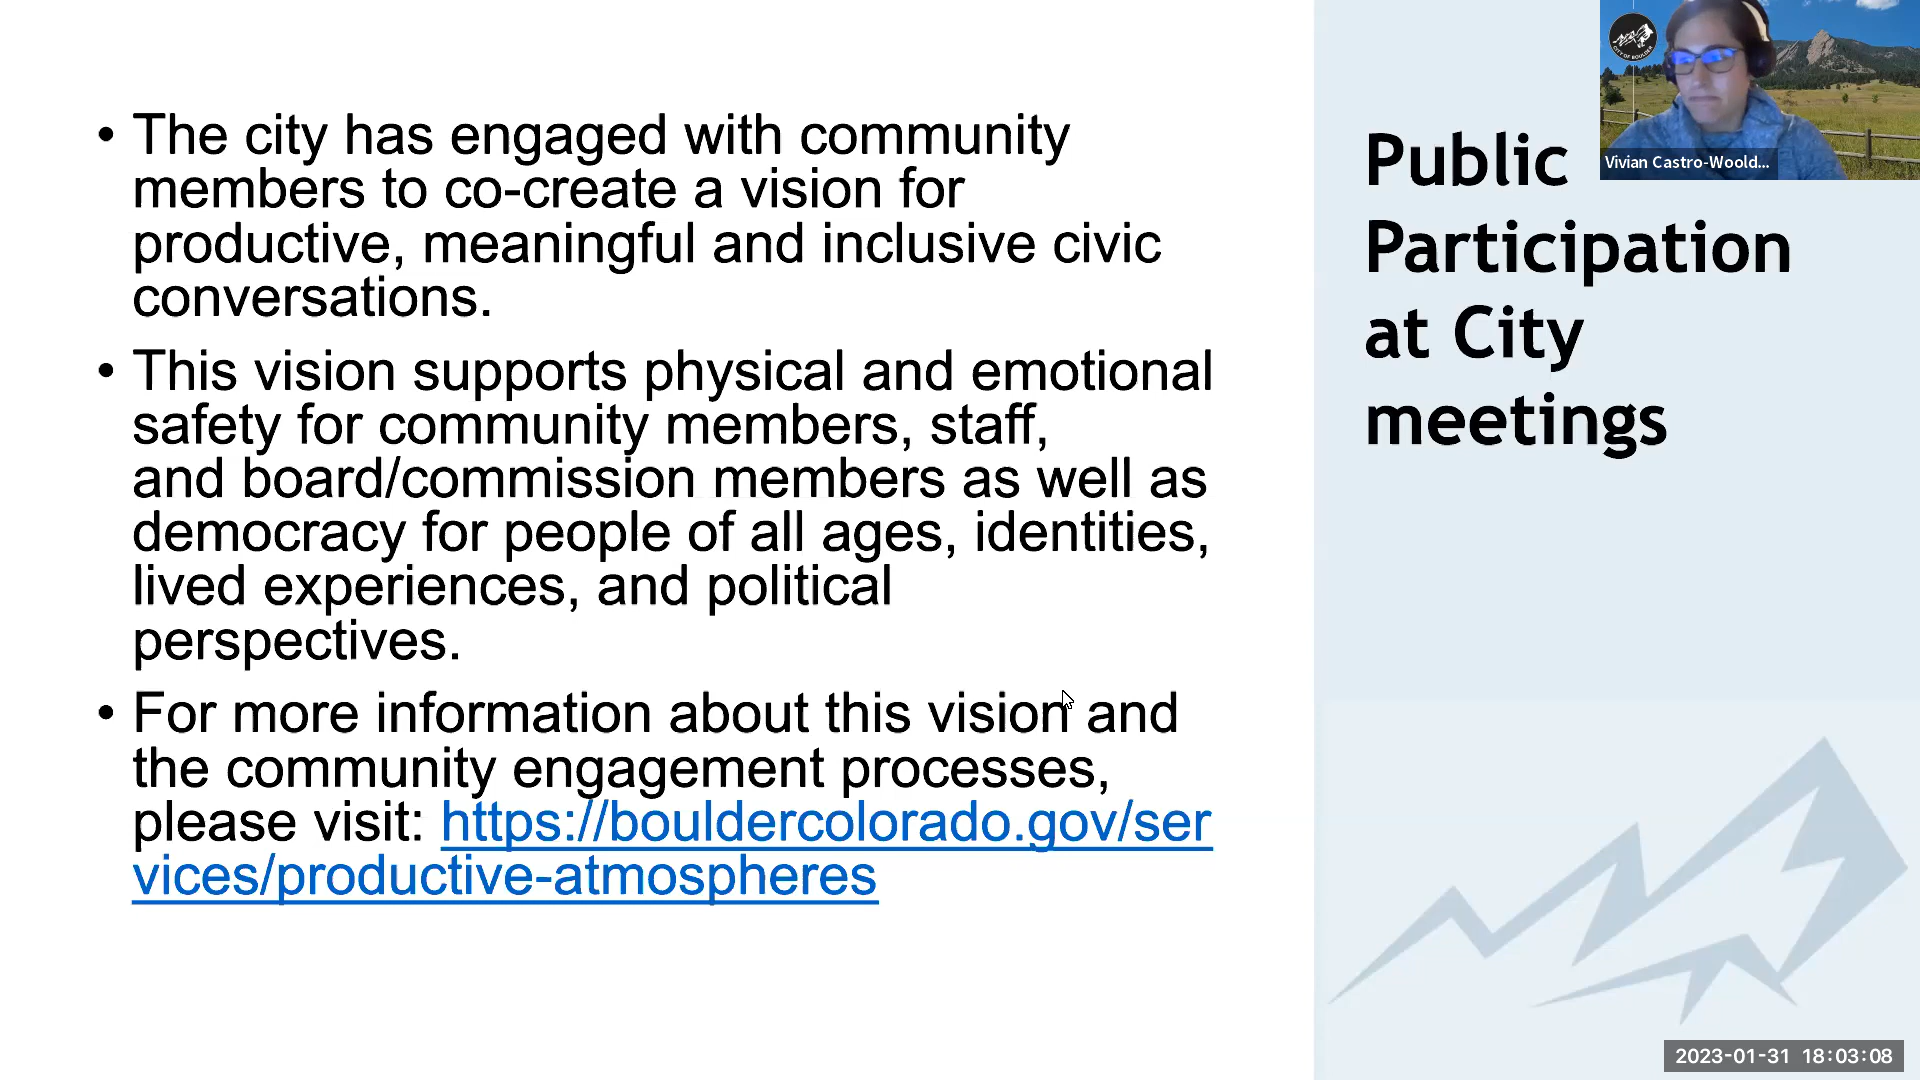 • The city has engaged with community
members to co-create a vision for
productive, meaningful and inclusive civic
conversations.
• This vision supports physical and emotional
safety for community members, staff,
and board/commission members as well as
democracy for people of all ages, identities,
lived experiences, and political
perspectives.
• For more information about this vision and
the community engagement processes,
please visit: https://bouldercolorado.gov/ser
vices/productive-atmospheres
Public
Participation
at City
meetings
CITY OF BOULDER
Vivian Castro-Woold...
2023-01-31 18:03:08